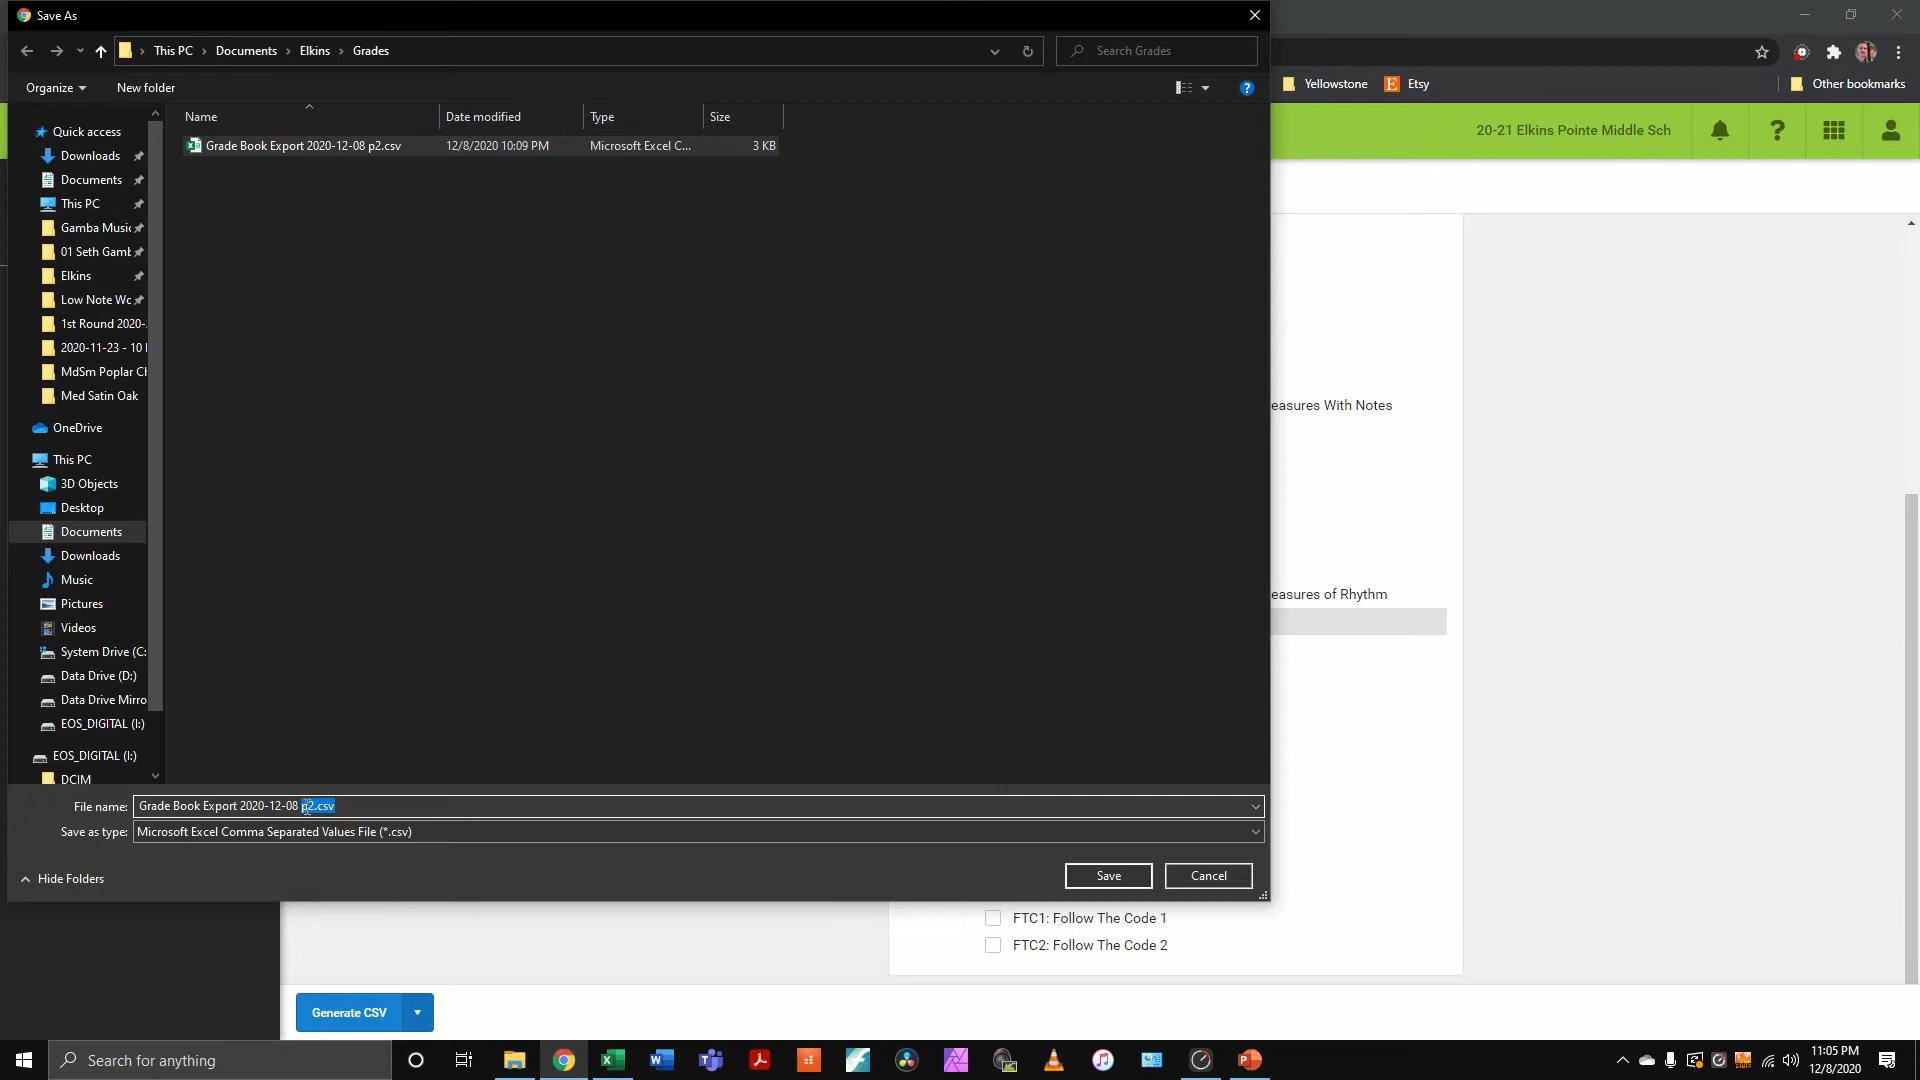 Save As
This PC > Documents > Elkins > Grades
Search Grades
Yellowstone
Etsy
Other bookmarks
Organize
New folder
20-21 Elkins Pointe Middle Sch
Name
Date modified
Type
Size
Grade Book Export 2020-12-08 p2.csv
12/8/2020 10:09 PM
Microsoft Excel C...
3 KB
Quick access
Downloads
Documents
This PC
Gamba Music
01 Seth Gamb
Elkins
Low Note Wo
1st Round 2020-
2020-11-23 - 10
MdSm Poplar Ch
Med Satin Oak
OneDrive
This PC
3D Objects
Desktop
Documents
Downloads
Music
Pictures
Videos
System Drive (C:
Data Drive (D:)
Data Drive Mirro
EOS_DIGITAL (I:)
EOS_DIGITAL (I:)
DCIM
easures With Notes
easures of Rhythm
File name: Grade Book Export 2020-12-08 p2.csv
Save as type: Microsoft Excel Comma Separated Values File (*.csv)
Hide Folders
Save
Cancel
FTC1: Follow The Code 1
FTC2: Follow The Code 2
Generate CSV
Search for anything
11:05 PM
12/8/2020